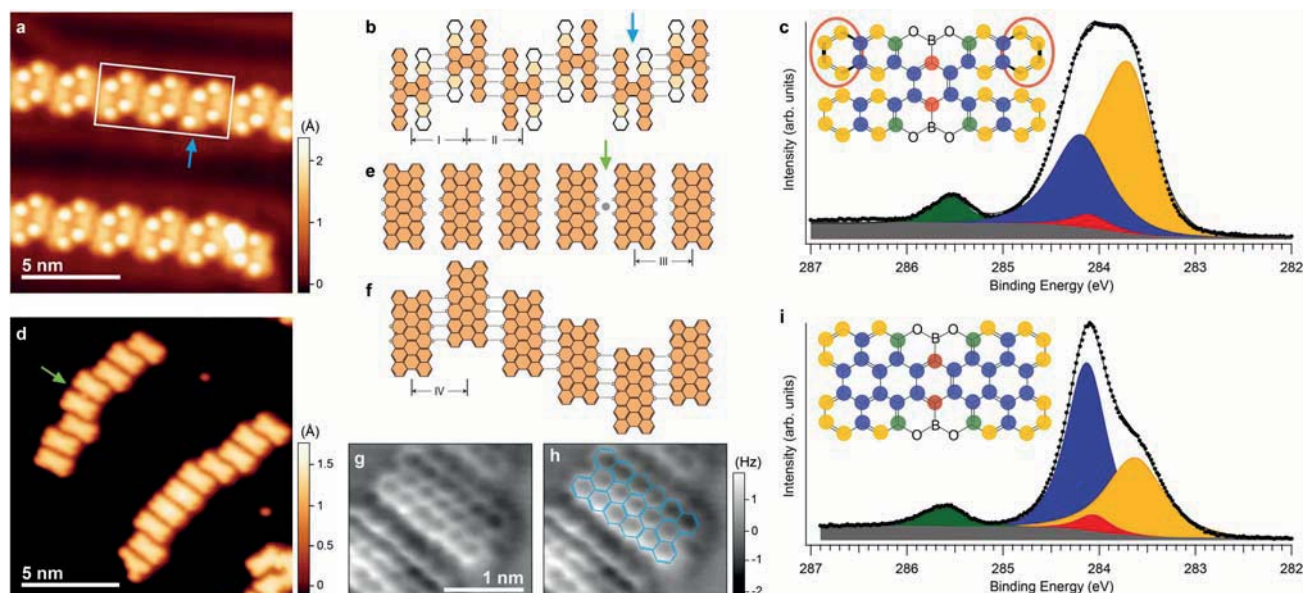 a
(Å)
2
1
0
5 nm
b
I
II
e
III
f
IV
c
O
B
O
O
B
O
Intensity (arb. units)
287
286
285
284
283
282
Binding Energy (eV)
d
(Å)
1.5
1
0.5
0
5 nm
g
1 nm
h
(Hz)
1
0
-1
-2
i
O
B
O
O
B
O
Intensity (arb. units)
287
286
285
284
283
282
Binding Energy (eV)